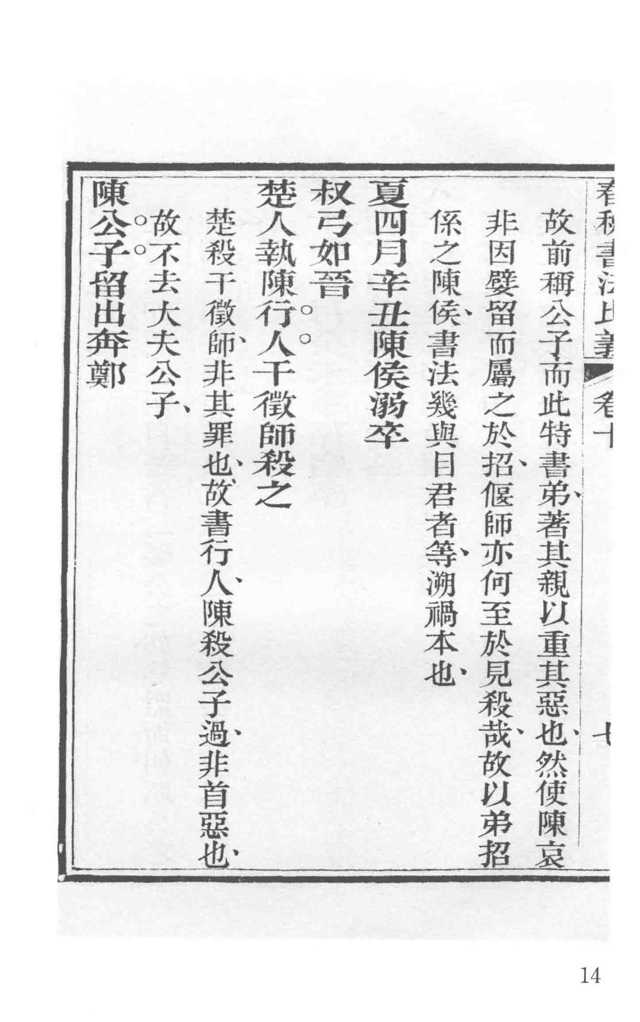 春秋書法比義 卷十 七
故前稱公子而此特書弟、著其親以重其惡也、然使陳哀
非因嬖留而屬之於招、偃師亦何至於見殺哉、故以弟招
係之陳侯、書法幾與目君者等、溯禍本也、
夏四月辛丑陳侯溺卒
叔弓如晉
楚人執陳行人干徵師殺之
楚殺干徵師、非其罪也、故書行人、陳殺公子過、非首惡也、
故不去大夫公子、
陳公子留出奔鄭
14